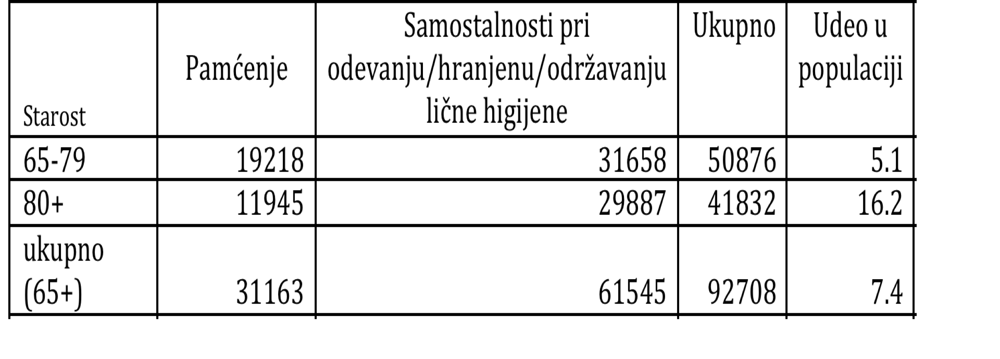 Starost
Pamćenje
Samostalnosti pri
odevanju/hranjenu/održavanju
lične higijene
Ukupno
Udeo u
populaciji
65-79 19218 31658 50876 5.1
80+ 11945 29887 41832 16.2
ukupno
(65+) 31163 61545 92708 7.4